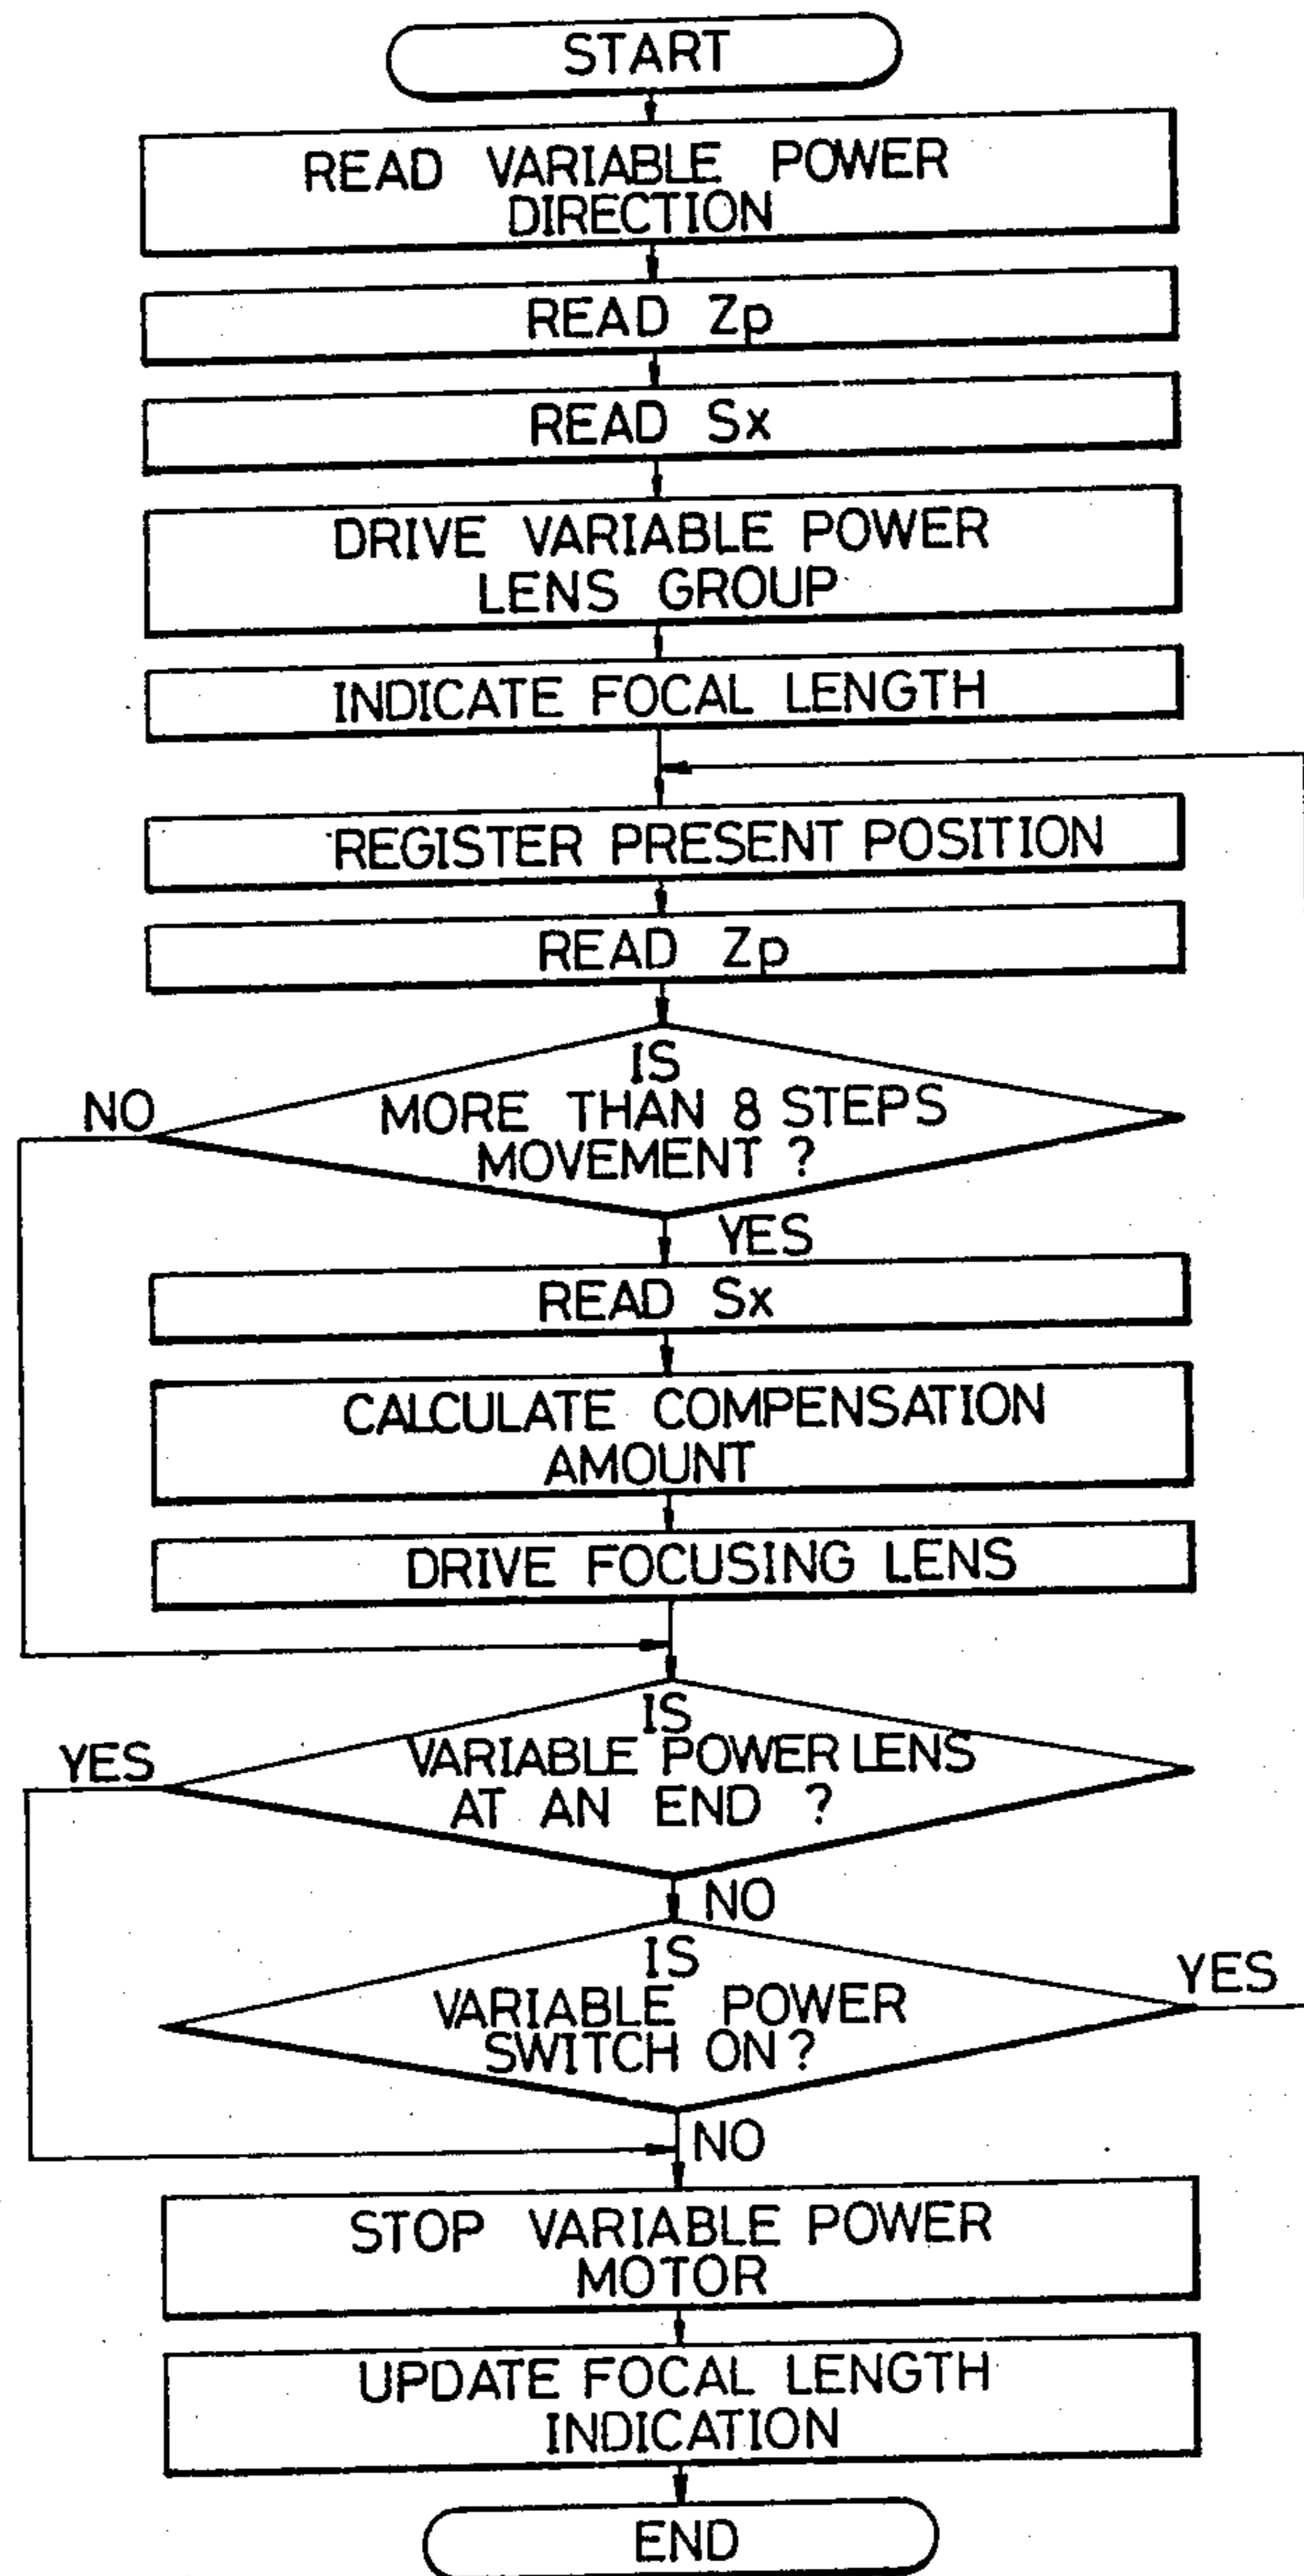 START
READ VARIABLE POWER
DIRECTION
READ Zp
READ Sx
DRIVE VARIABLE POWER
LENS GROUP
INDICATE FOCAL LENGTH
REGISTER PRESENT POSITION
READ Zp
IS
NO
MORE THAN 8 STEPS
MOVEMENT ?
YES
READ Sx
CALCULATE COMPENSATION
AMOUNT
DRIVE FOCUSING LENS
IS
YES
VARIABLE POWER LENS
AT AN END ?
NO
IS
YES
VARIABLE POWER
SWITCH ON ?
NO
STOP VARIABLE POWER
MOTOR
UPDATE FOCAL LENGTH
INDICATION
END